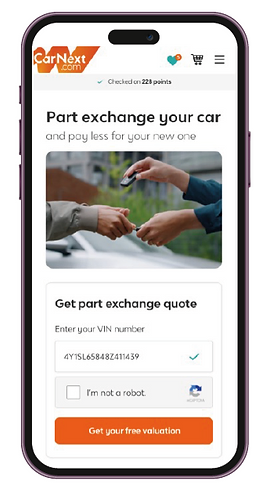 CarNext
.com
Checked on 223 points
Part exchange your car
and pay less for your new one
Get part exchange quote
Enter your VIN number
4Y1SL65848Z411439
I'm not a robot.
Get your free valuation